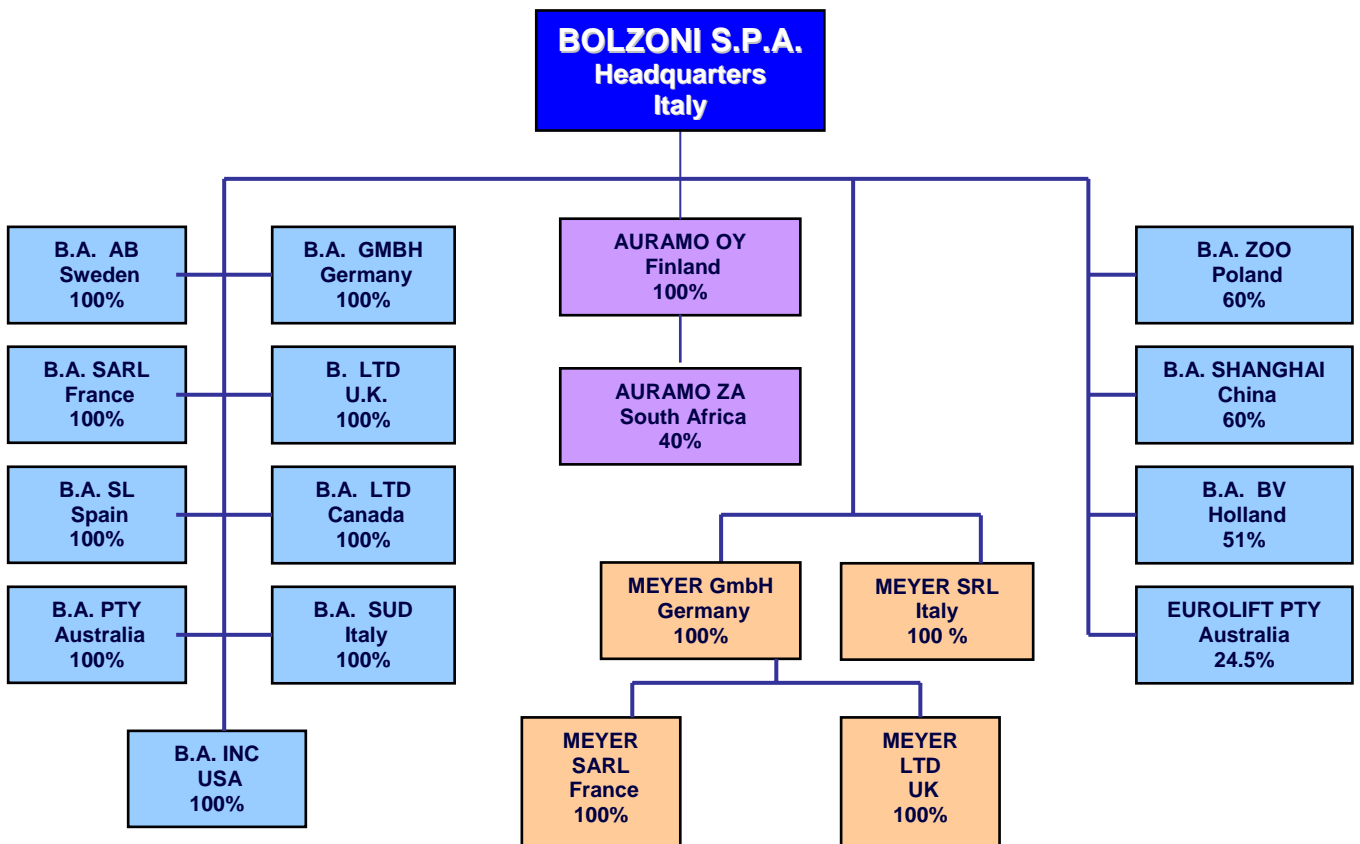 BOLZONI S.P.A.
Headquarters
Italy
B.A. AB
Sweden
100%
B.A. GMBH
Germany
100%
AURAMO OY
Finland
100%
B.A. ZOO
Poland
60%
B.A. SARL
France
100%
B. LTD
U.K.
100%
AURAMO ZA
South Africa
40%
B.A. SHANGHAI
China
60%
B.A. SL
Spain
100%
B.A. LTD
Canada
100%
B.A. BV
Holland
51%
B.A. PTY
Australia
100%
B.A. SUD
Italy
100%
MEYER GmbH
Germany
100%
MEYER SRL
Italy
100 %
EUROLIFT PTY
Australia
24.5%
B.A. INC
USA
100%
MEYER
SARL
France
100%
MEYER
LTD
UK
100%